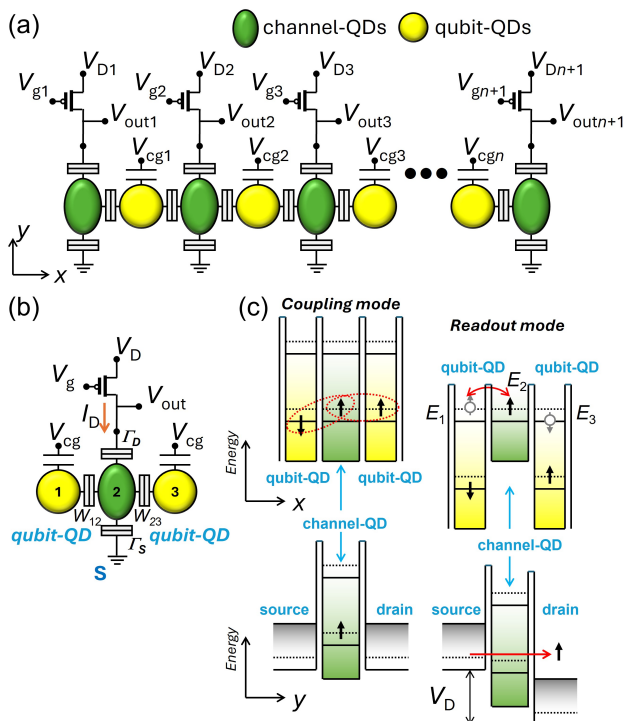 (a)
channel-QDs
qubit-QDs
VD1
VD2
VD3
VDn+1
Vg1
Vg2
Vg3
Vgn+1
Vout1
Vout2
Vout3
Voutn+1
Vcg1
Vcg2
Vcg3
Vcgn
y
x
(b)
VD
Vg
Vout
ID
ΓD
Vcg
Vcg
1
2
3
W12
W23
qubit-QD
qubit-QD
ΓS
S
(c)
Coupling mode
Readout mode
qubit-QD
qubit-QD
E2
E1
E3
Energy
qubit-QD
qubit-QD
x
channel-QD
channel-QD
source
drain
source
drain
Energy
VD
y